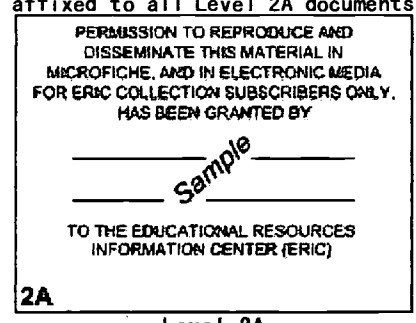 affixed to all Level 2A documents
PERMISSION TO REPRODUCE AND
DISSEMINATE THIS MATERIAL IN
MICROFICHE, AND IN ELECTRONIC MEDIA
FOR ERIC COLLECTION SUBSCRIBERS ONLY,
HAS BEEN GRANTED BY
Sample
TO THE EDUCATIONAL RESOURCES
INFORMATION CENTER (ERIC)
2A
Level 2A